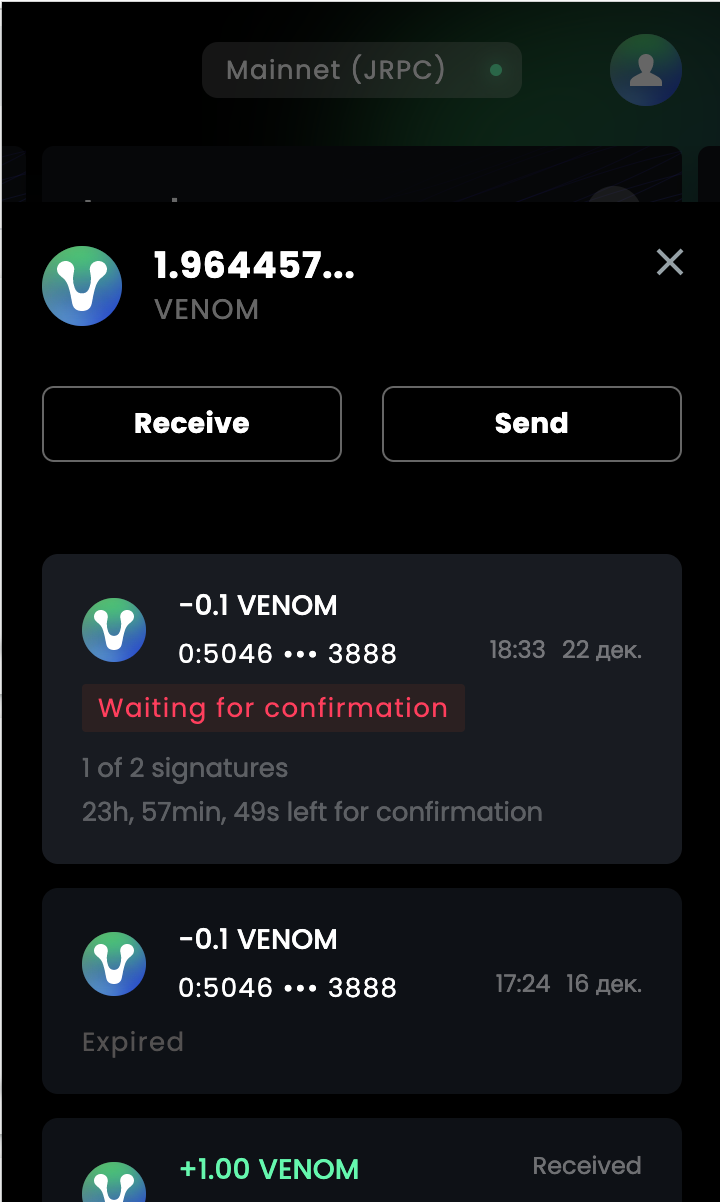 Mainnet (JRPC)
1.964457...
VENOM
Receive
Send
-0.1 VENOM
0:5046 ••• 3888
18:33 22 дек.
Waiting for confirmation
1 of 2 signatures
23h, 57min, 49s left for confirmation
-0.1 VENOM
0:5046 ••• 3888
17:24 16 дек.
Expired
+1.00 VENOM
Received